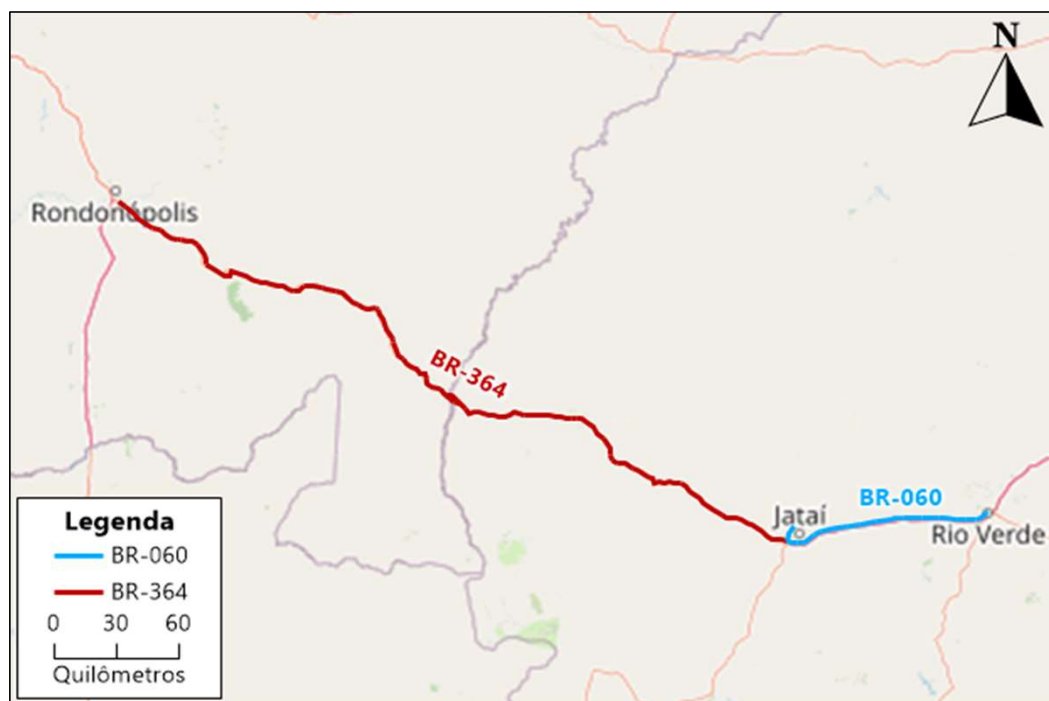 N
Rondonópolis
BR-364
BR-060
Jataí
Rio Verde
Legenda
BR-060
BR-364
0 30 60
Quilômetros